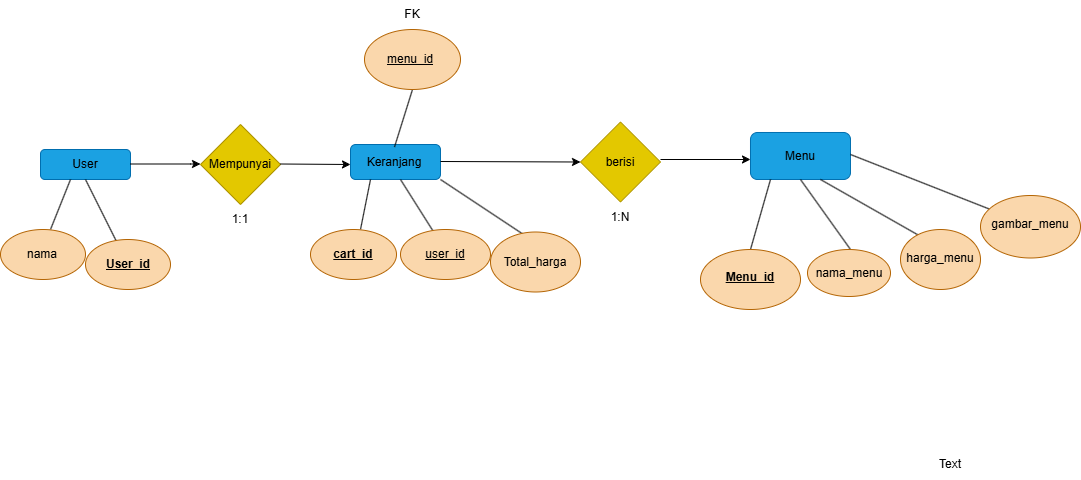 FK
menu_id
User
Mempunyai
Keranjang
berisi
Menu
1:1
1:N
nama
User_id
cart_id
user_id
Total_harga
Menu_id
nama_menu
harga_menu
gambar_menu
Text